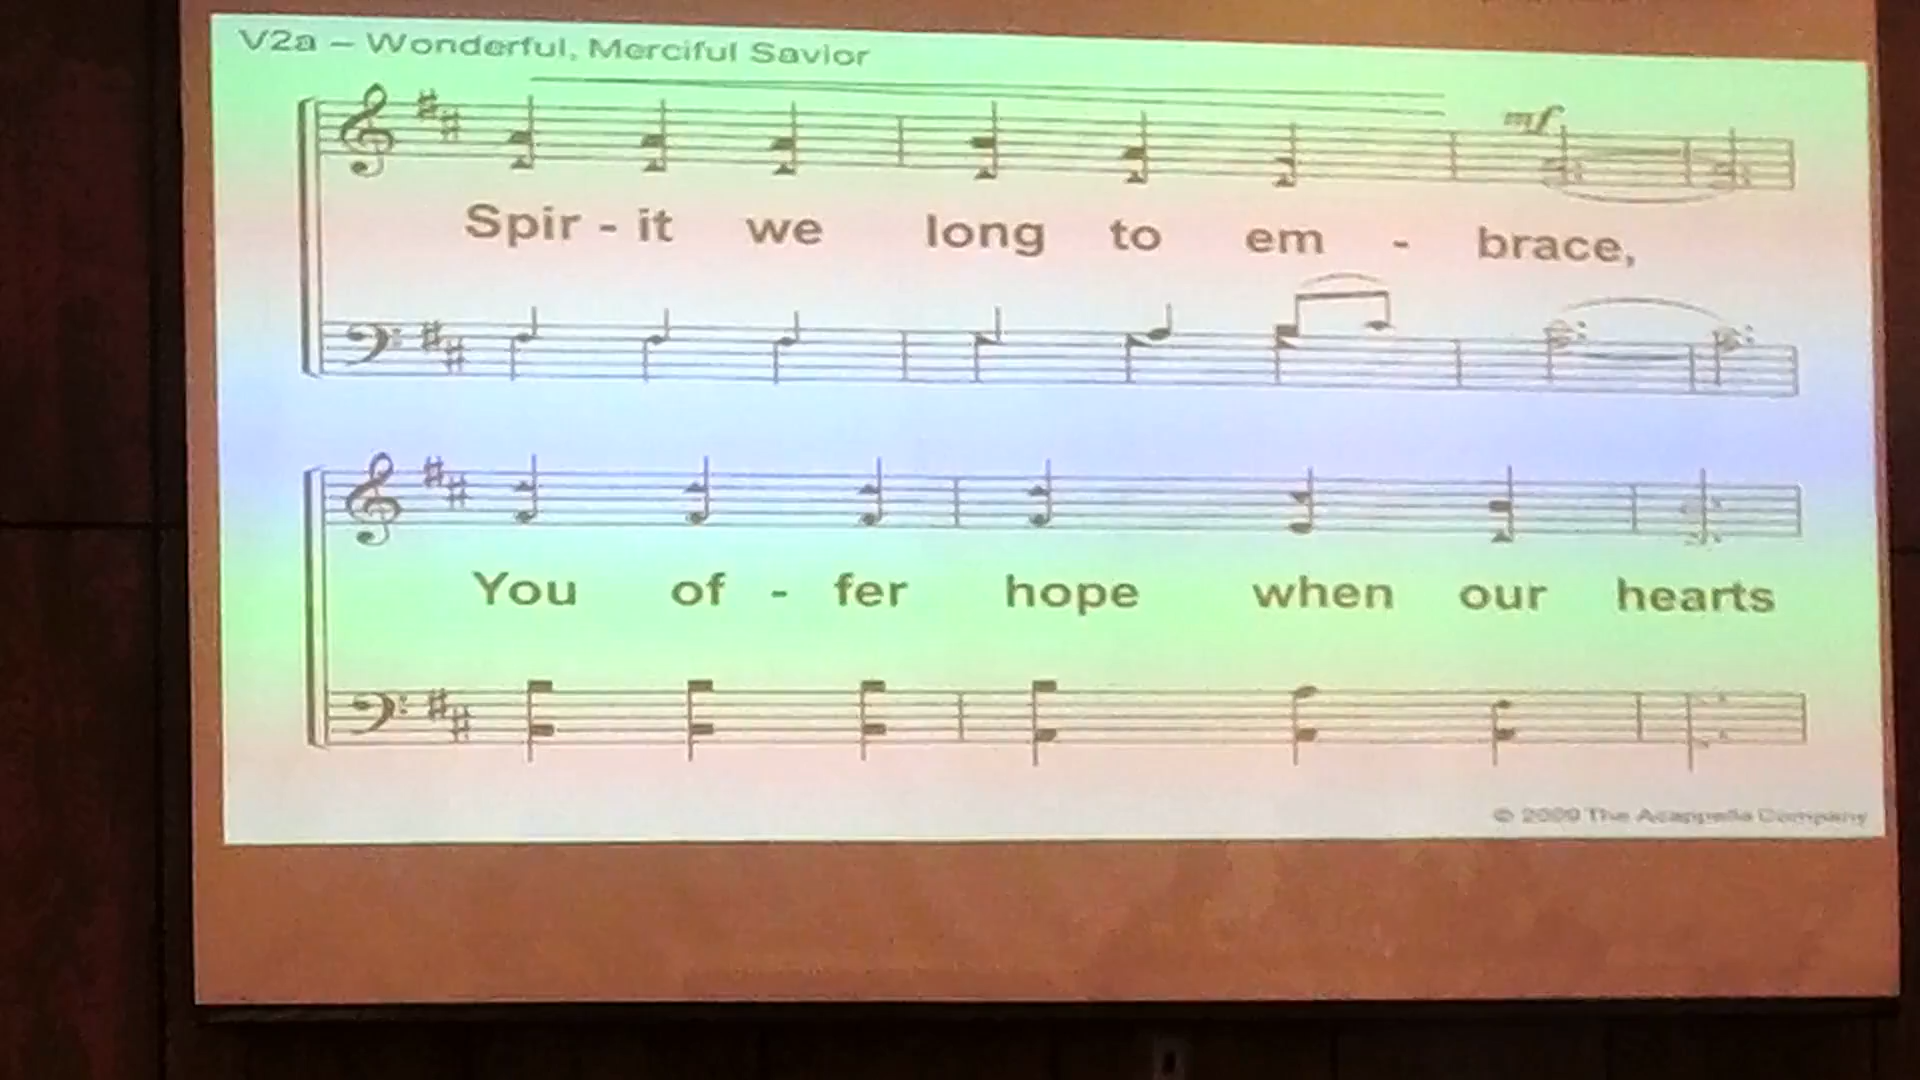 V2a – Wonderful, Merciful Savior
mf
Spir - it we long to em - brace,
You of - fer hope when our hearts
© 2009 The Acappella Company